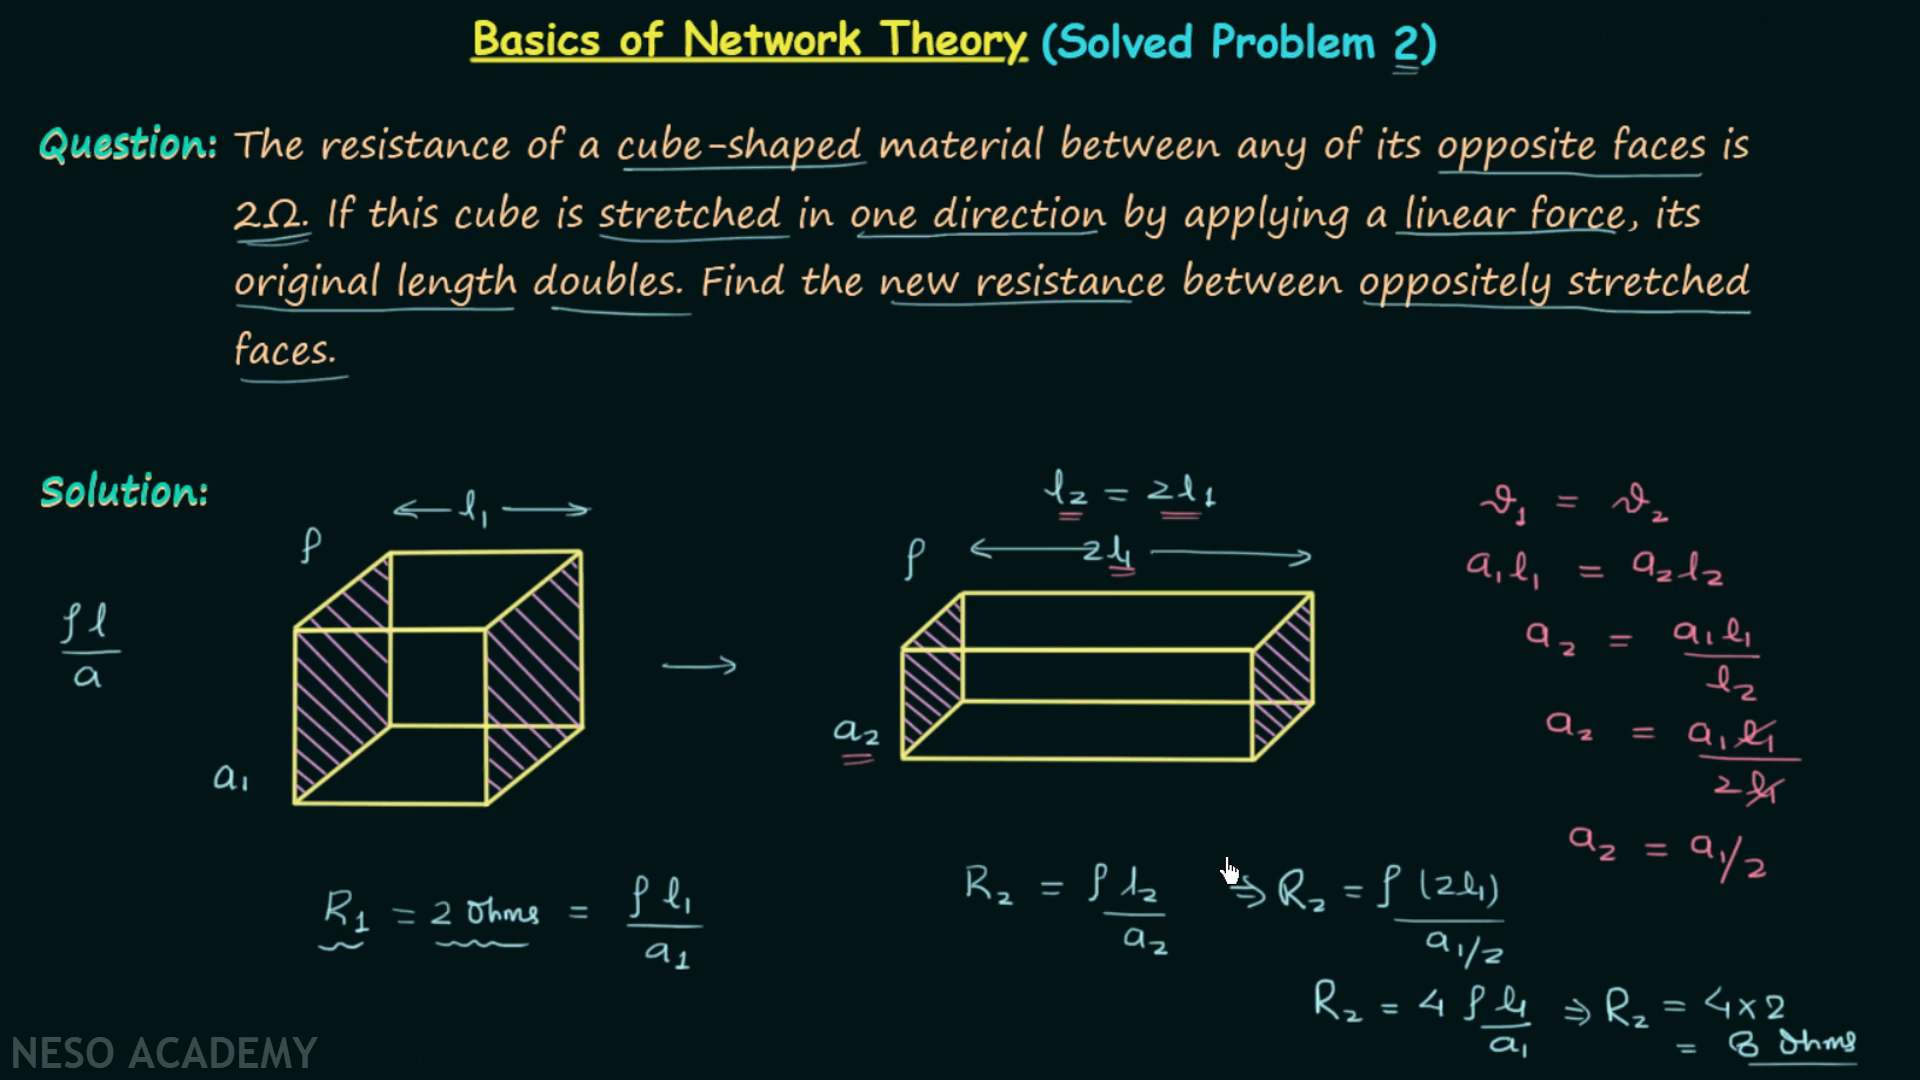 Basics of Network Theory (Solved Problem 2)
Question: The resistance of a cube-shaped material between any of its opposite faces is
2Ω. If this cube is stretched in one direction by applying a linear force, its
original length doubles. Find the new resistance between oppositely stretched
faces.
Solution:
ρl/a
l₁
ρ
a₁
R₁ = 2 ohms = ρl₁/a₁
l₂ = 2l₁
ρ
2l₁
a₂
R₂ = ρl₂/a₂ ⇒ R₂ = ρ(2l₁)/(a₁/2)
R₂ = 4 ρl₁/a₁ ⇒ R₂ = 4×2
= 8 ohms
v₁ = v₂
a₁l₁ = a₂l₂
a₂ = a₁l₁/l₂
a₂ = a₁l₁/2l₁
a₂ = a₁/2
NESO ACADEMY